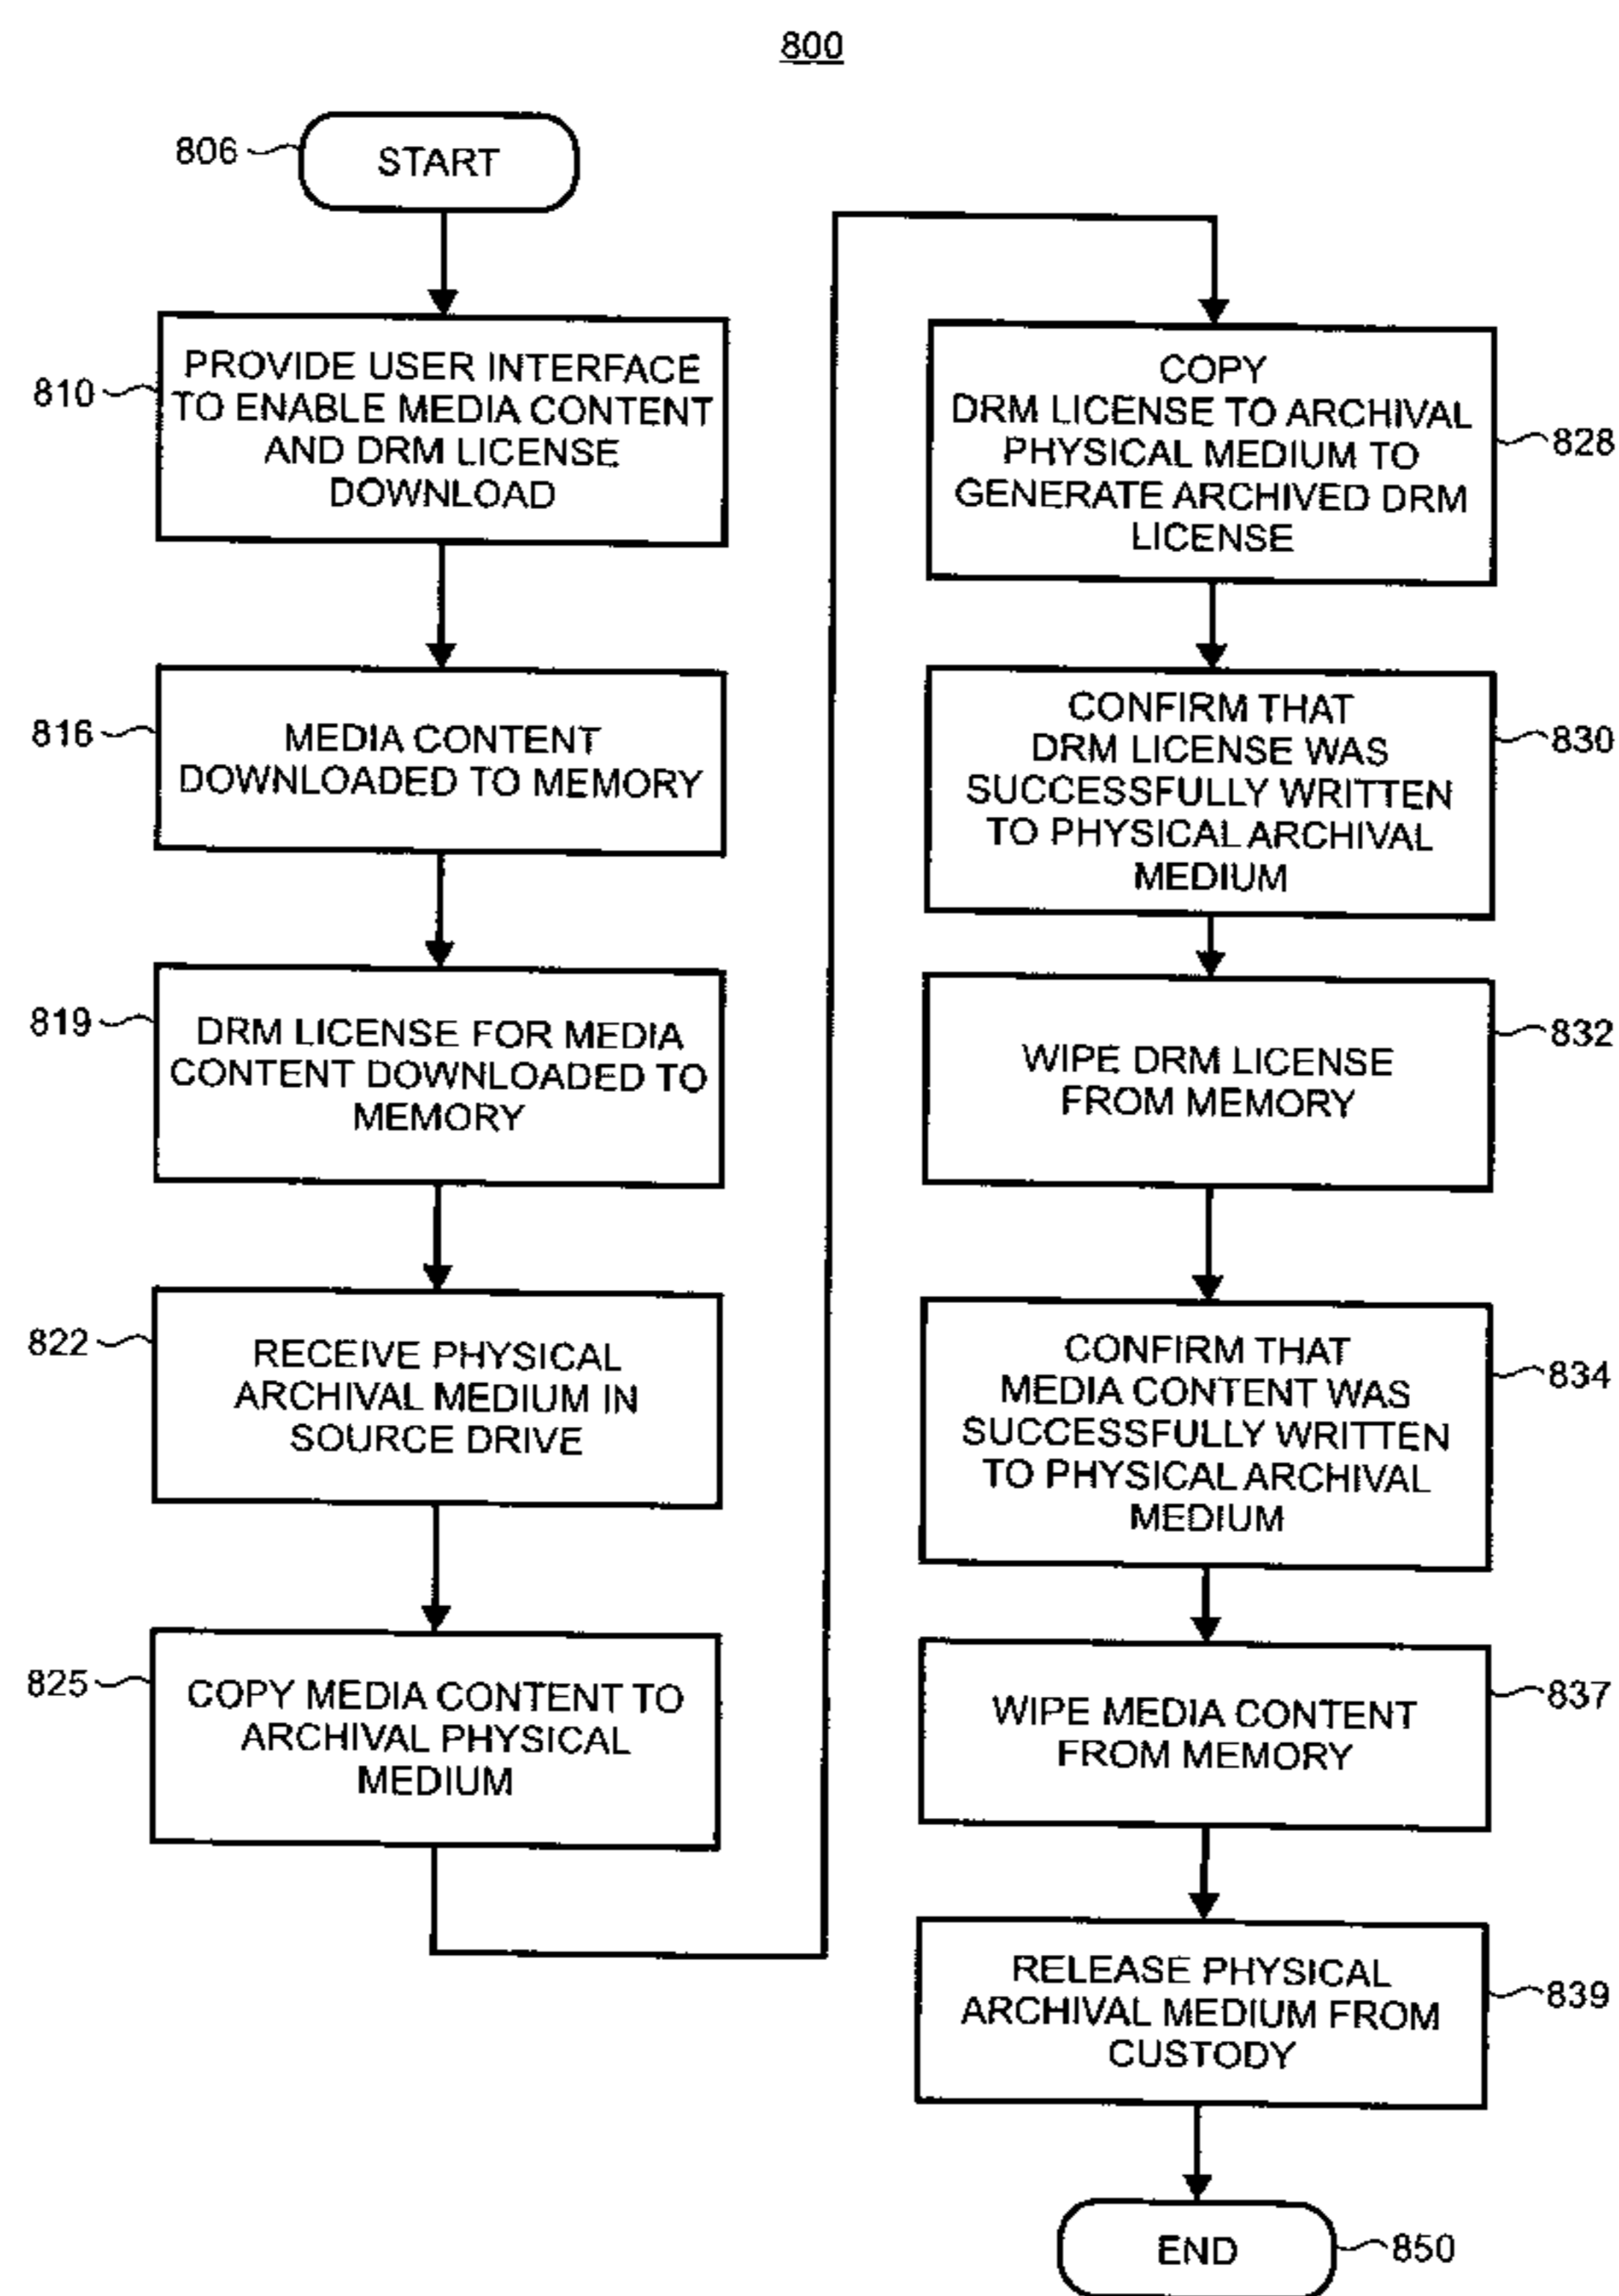 800
806
START
810
PROVIDE USER INTERFACE
TO ENABLE MEDIA CONTENT
AND DRM LICENSE
DOWNLOAD
816
MEDIA CONTENT
DOWNLOADED TO MEMORY
819
DRM LICENSE FOR MEDIA
CONTENT DOWNLOADED TO
MEMORY
822
RECEIVE PHYSICAL
ARCHIVAL MEDIUM IN
SOURCE DRIVE
825
COPY MEDIA CONTENT TO
ARCHIVAL PHYSICAL
MEDIUM
COPY
DRM LICENSE TO ARCHIVAL
PHYSICAL MEDIUM TO
GENERATE ARCHIVED DRM
LICENSE
828
CONFIRM THAT
DRM LICENSE WAS
SUCCESSFULLY WRITTEN
TO PHYSICAL ARCHIVAL
MEDIUM
830
WIPE DRM LICENSE
FROM MEMORY
832
CONFIRM THAT
MEDIA CONTENT WAS
SUCCESSFULLY WRITTEN
TO PHYSICAL ARCHIVAL
MEDIUM
834
WIPE MEDIA CONTENT
FROM MEMORY
837
RELEASE PHYSICAL
ARCHIVAL MEDIUM FROM
CUSTODY
839
END
850